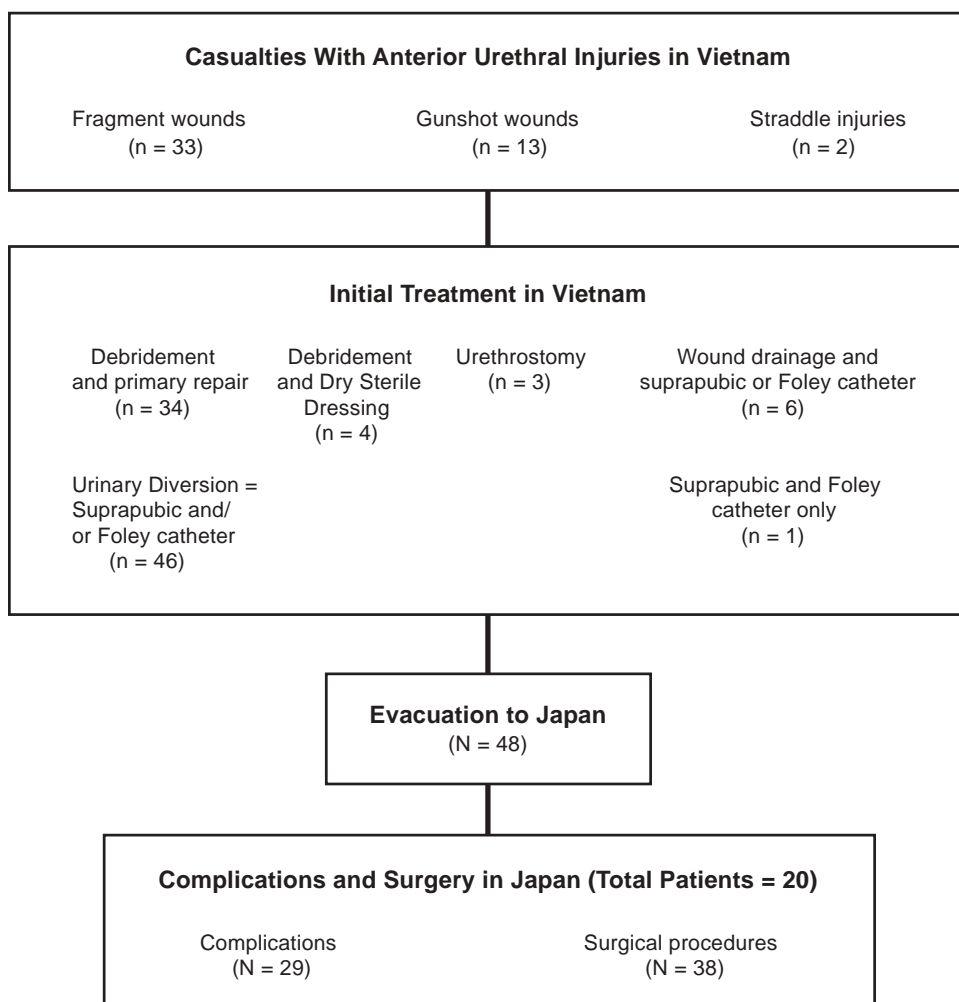 Casualties With Anterior Urethral Injuries in Vietnam
Fragment wounds
(n = 33)
Gunshot wounds
(n = 13)
Straddle injuries
(n = 2)
Initial Treatment in Vietnam
Debridement
and primary repair
(n = 34)
Debridement
and Dry Sterile
Dressing
(n = 4)
Urethrostomy
(n = 3)
Wound drainage and
suprapubic or Foley catheter
(n = 6)
Urinary Diversion =
Suprapubic and/
or Foley catheter
(n = 46)
Suprapubic and Foley
catheter only
(n = 1)
Evacuation to Japan
(N = 48)
Complications and Surgery in Japan (Total Patients = 20)
Complications
(N = 29)
Surgical procedures
(N = 38)